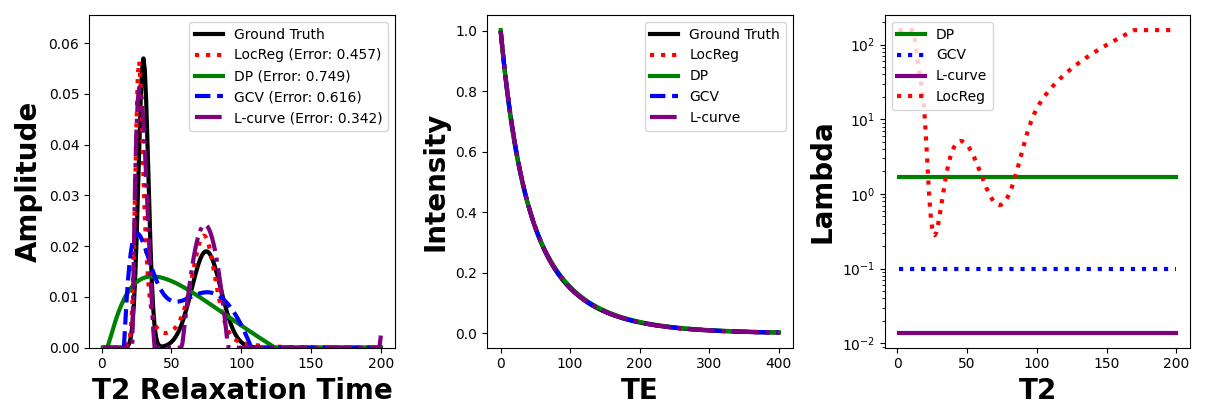 Amplitude
0.06
0.05
0.04
0.03
0.02
0.01
0.00
0
50
100
150
200
T2 Relaxation Time
Ground Truth
LocReg (Error: 0.457)
DP (Error: 0.749)
GCV (Error: 0.616)
L-curve (Error: 0.342)
Intensity
1.0
0.8
0.6
0.4
0.2
0.0
0
100
200
300
400
TE
Ground Truth
LocReg
DP
GCV
L-curve
Lambda
10²
10¹
10⁰
10⁻¹
10⁻²
0
50
100
150
200
T2
DP
GCV
L-curve
LocReg